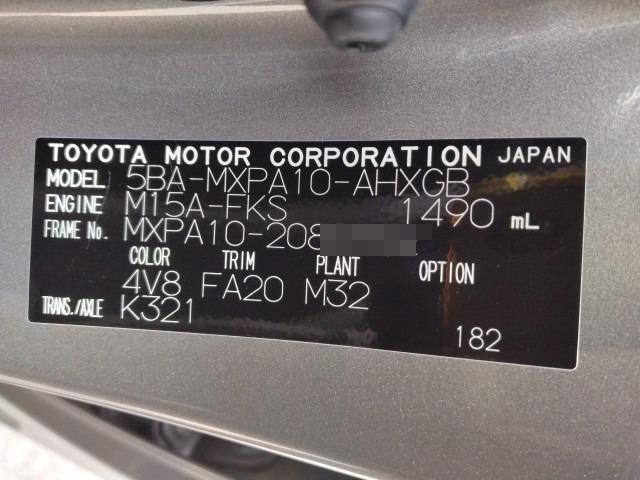 TOYOTA MOTOR CORPORATION JAPAN
MODEL 5BA-MXPA10-AHXGB
ENGINE M15A-FKS 1490 mL
FRAME No. MXPA10-208
COLOR TRIM PLANT OPTION
4V8 FA20 M32
TRANS./AXLE K321
182